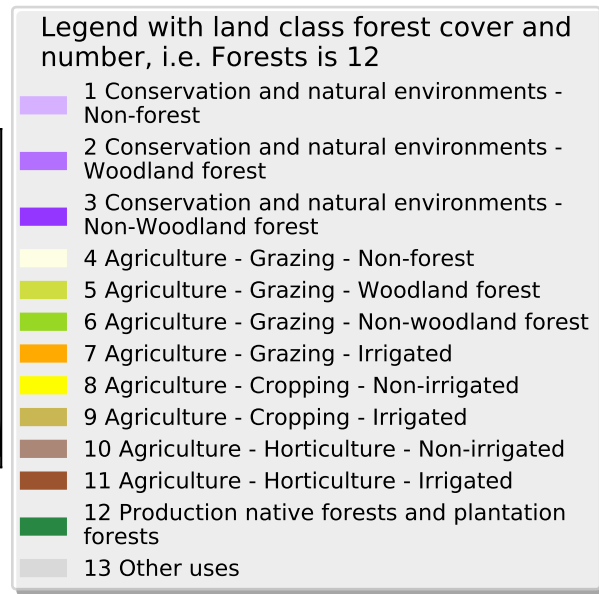 Legend with land class forest cover and
number, i.e. Forests is 12
1 Conservation and natural environments -
Non-forest
2 Conservation and natural environments -
Woodland forest
3 Conservation and natural environments -
Non-Woodland forest
4 Agriculture - Grazing - Non-forest
5 Agriculture - Grazing - Woodland forest
6 Agriculture - Grazing - Non-woodland forest
7 Agriculture - Grazing - Irrigated
8 Agriculture - Cropping - Non-irrigated
9 Agriculture - Cropping - Irrigated
10 Agriculture - Horticulture - Non-irrigated
11 Agriculture - Horticulture - Irrigated
12 Production native forests and plantation
forests
13 Other uses